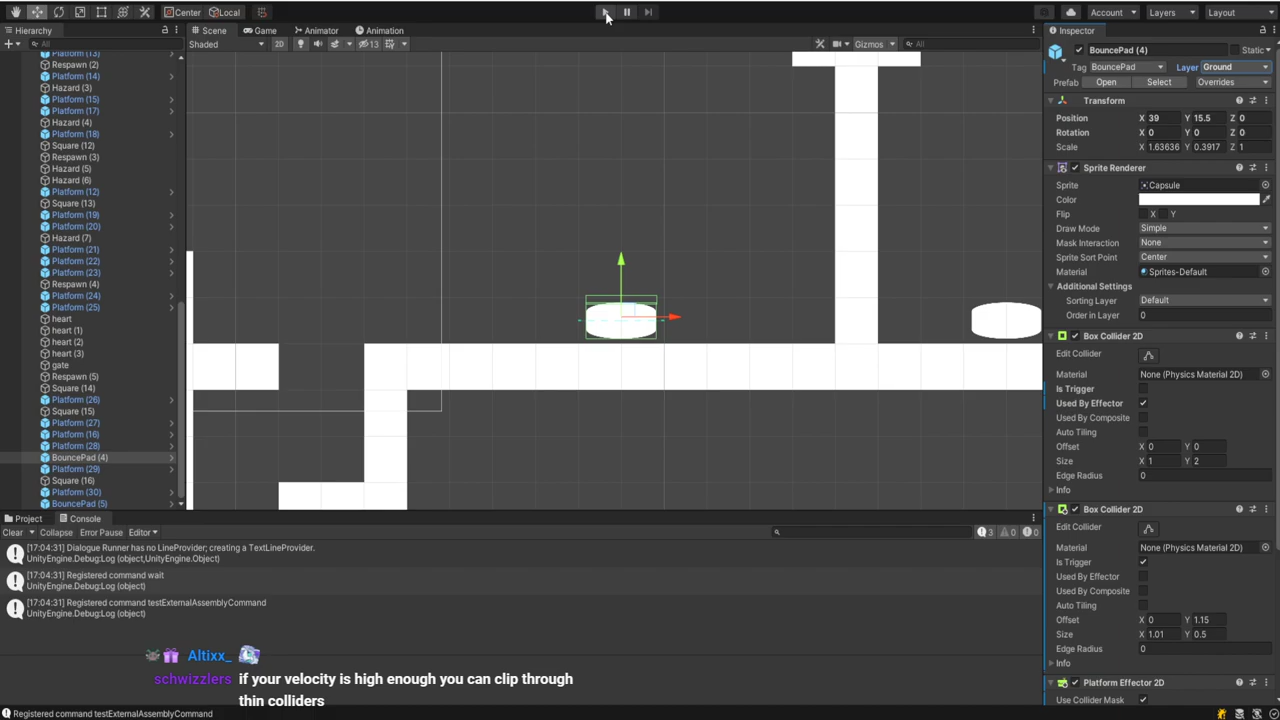 Center
Local
Account
Layers
Layout
Hierarchy
Scene
Game
Animator
Animation
Inspector
All
Shaded
2D
13
Gizmos
All
BouncePad (4)
Static
Tag BouncePad
Layer Ground
Prefab Open Select Overrides
Platform (13)
Respawn (2)
Platform (14)
Hazard (3)
Platform (15)
Platform (17)
Hazard (4)
Platform (18)
Square (12)
Respawn (3)
Hazard (5)
Hazard (6)
Platform (12)
Square (13)
Platform (19)
Platform (20)
Hazard (7)
Platform (21)
Platform (22)
Platform (23)
Respawn (4)
Platform (24)
Platform (25)
heart
heart (1)
heart (2)
heart (3)
gate
Respawn (5)
Square (14)
Platform (26)
Square (15)
Platform (27)
Platform (16)
Platform (28)
BouncePad (4)
Platform (29)
Square (16)
Platform (30)
BouncePad (5)
Transform
Position X 39 Y 15.5 Z 0
Rotation X 0 Y 0 Z 0
Scale X 1.63636 Y 0.3917 Z 1
Sprite Renderer
Sprite Capsule
Color
Flip X Y
Draw Mode Simple
Mask Interaction None
Sprite Sort Point Center
Material Sprites-Default
Additional Settings
Sorting Layer Default
Order in Layer 0
Box Collider 2D
Edit Collider
Material None (Physics Material 2D)
Is Trigger
Used By Effector
Used By Composite
Auto Tiling
Offset X 0 Y 0
Size X 1 Y 2
Edge Radius 0
Info
Box Collider 2D
Edit Collider
Material None (Physics Material 2D)
Is Trigger
Used By Effector
Used By Composite
Auto Tiling
Offset X 0 Y 1.15
Size X 1.01 Y 0.5
Edge Radius 0
Info
Platform Effector 2D
Use Collider Mask
Project
Console
Clear Collapse Error Pause Editor
3 0 0
[17:04:31] Dialogue Runner has no LineProvider; creating a TextLineProvider.
UnityEngine.Debug:Log (object,UnityEngine.Object)
[17:04:31] Registered command wait
UnityEngine.Debug:Log (object)
[17:04:31] Registered command testExternalAssemblyCommand
UnityEngine.Debug:Log (object)
Altixx_
schwizzlers if your velocity is high enough you can clip through
thin colliders
Registered command testExternalAssemblyCommand